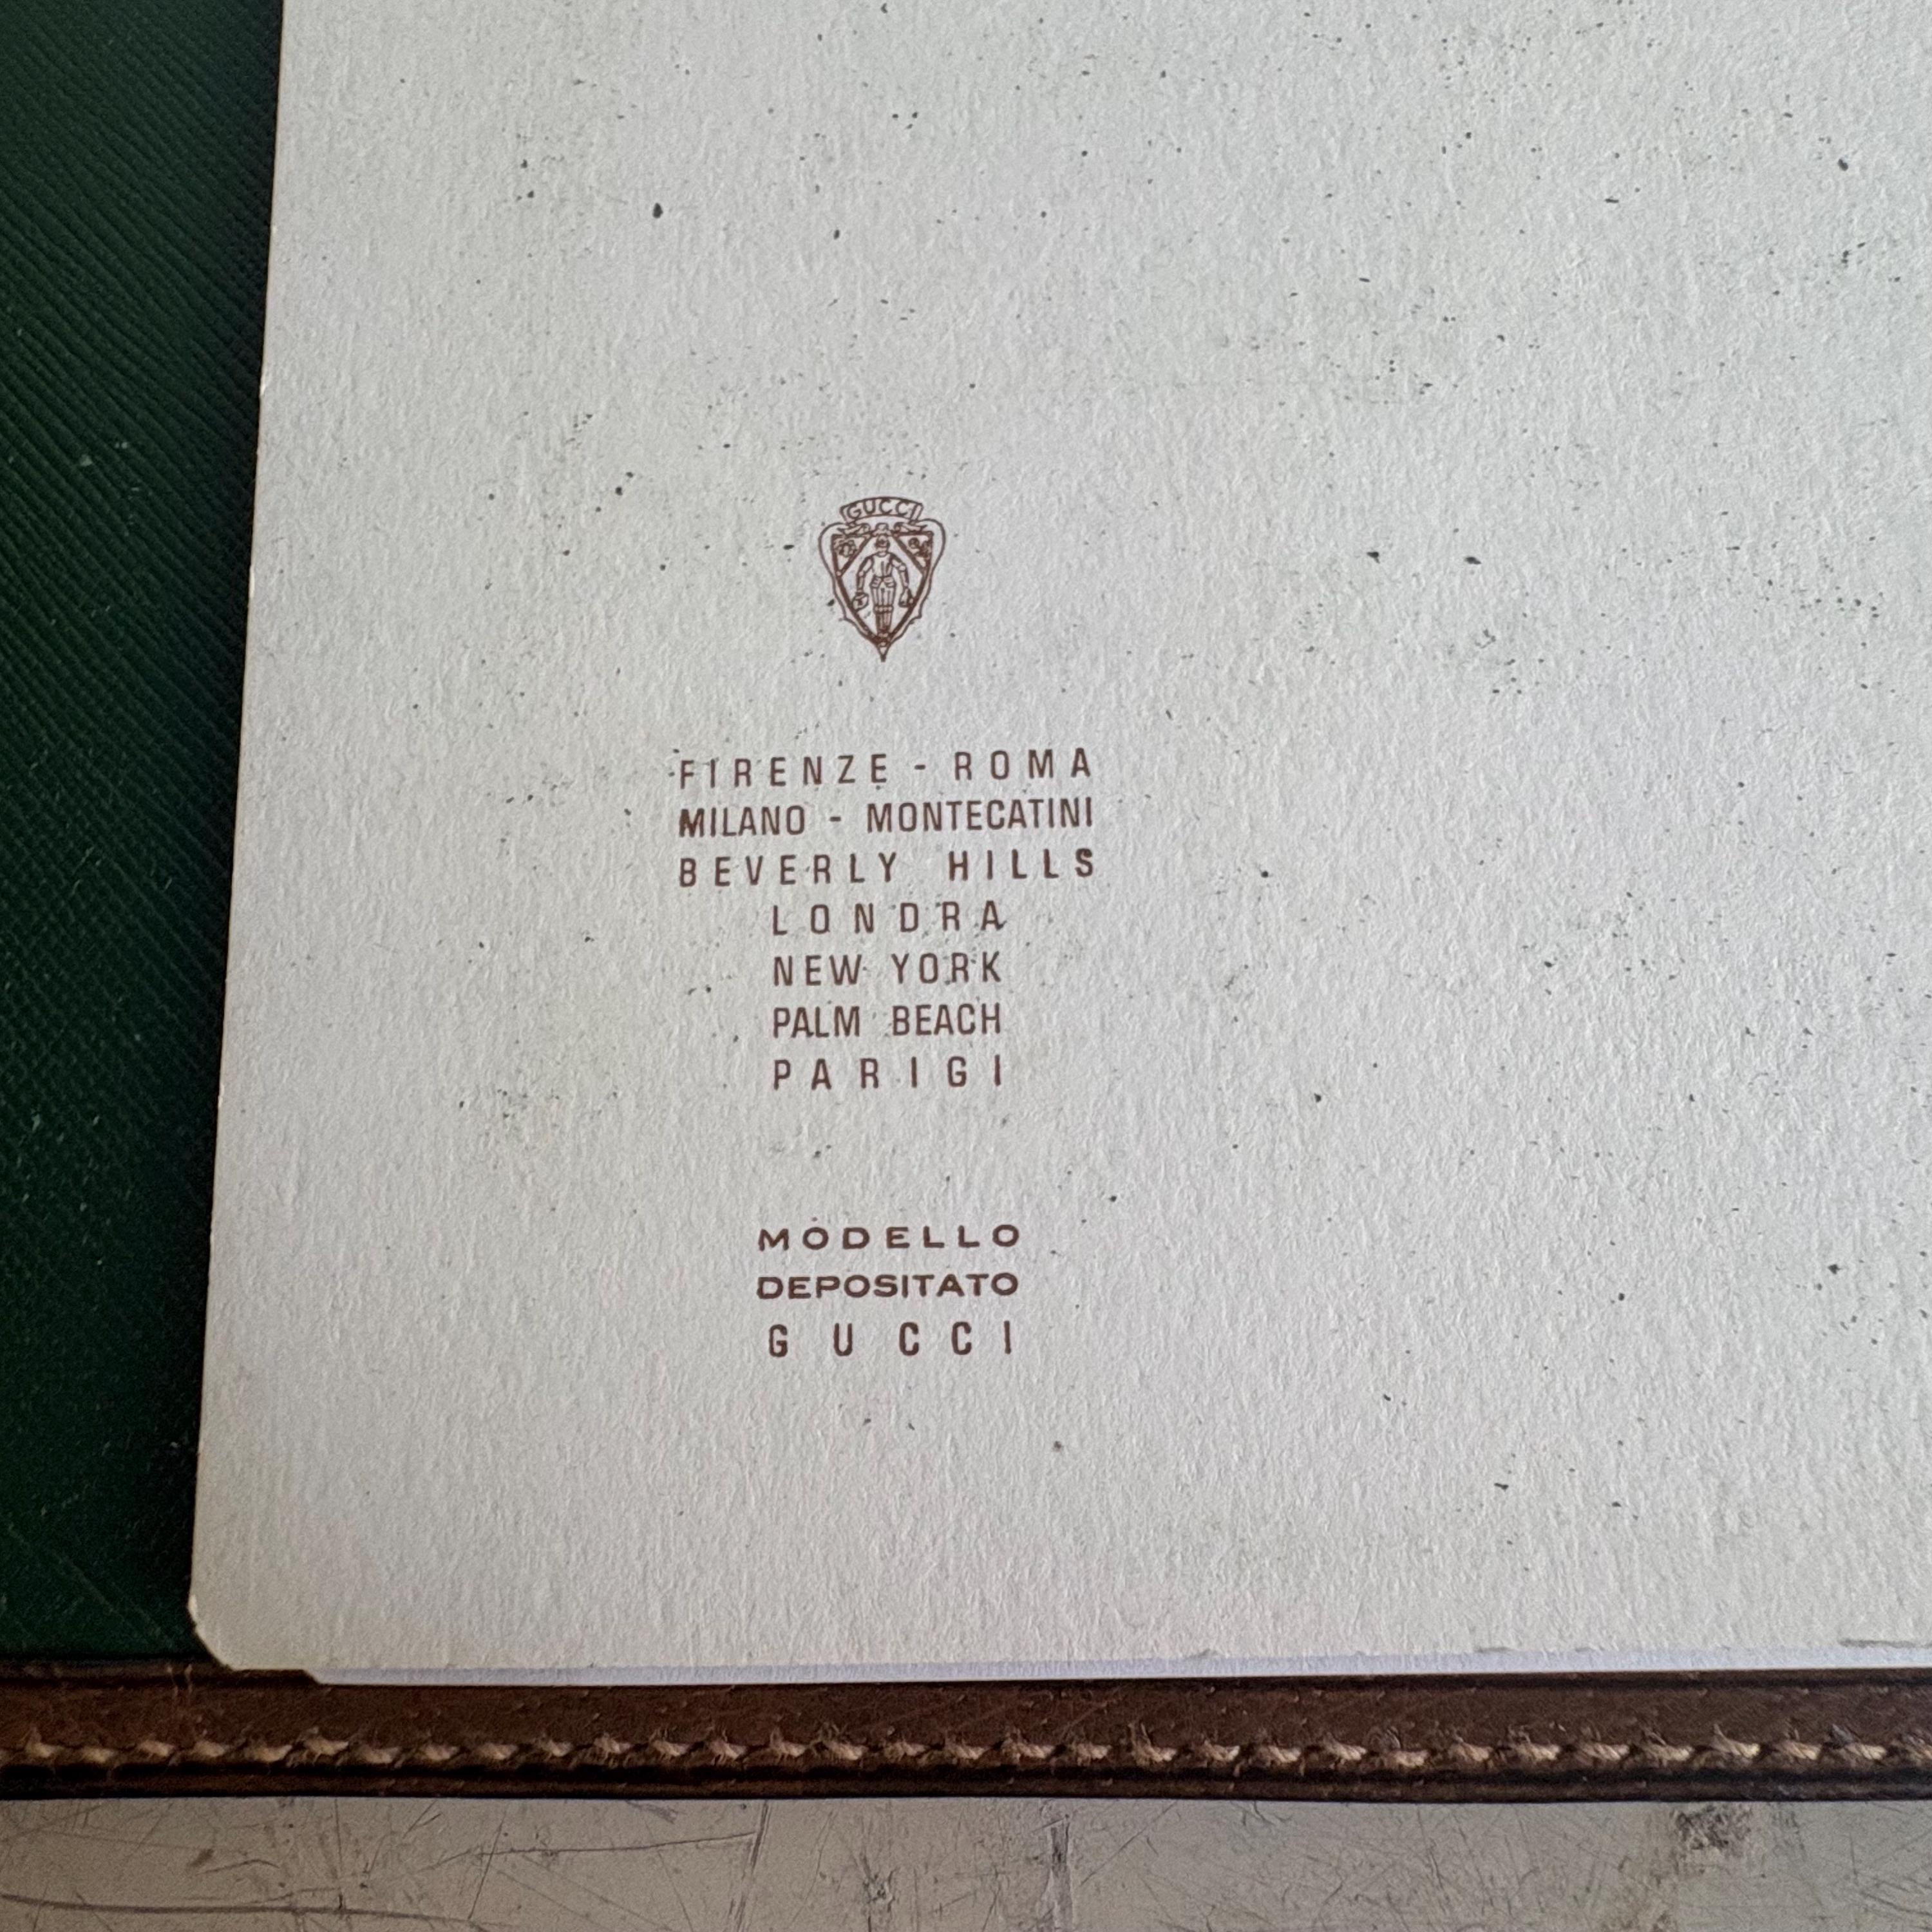 GUCCI
FIRENZE - ROMA
MILANO - MONTECATINI
BEVERLY HILLS
LONDRA
NEW YORK
PALM BEACH
PARIGI
MODELLO
DEPOSITATO
GUCCI